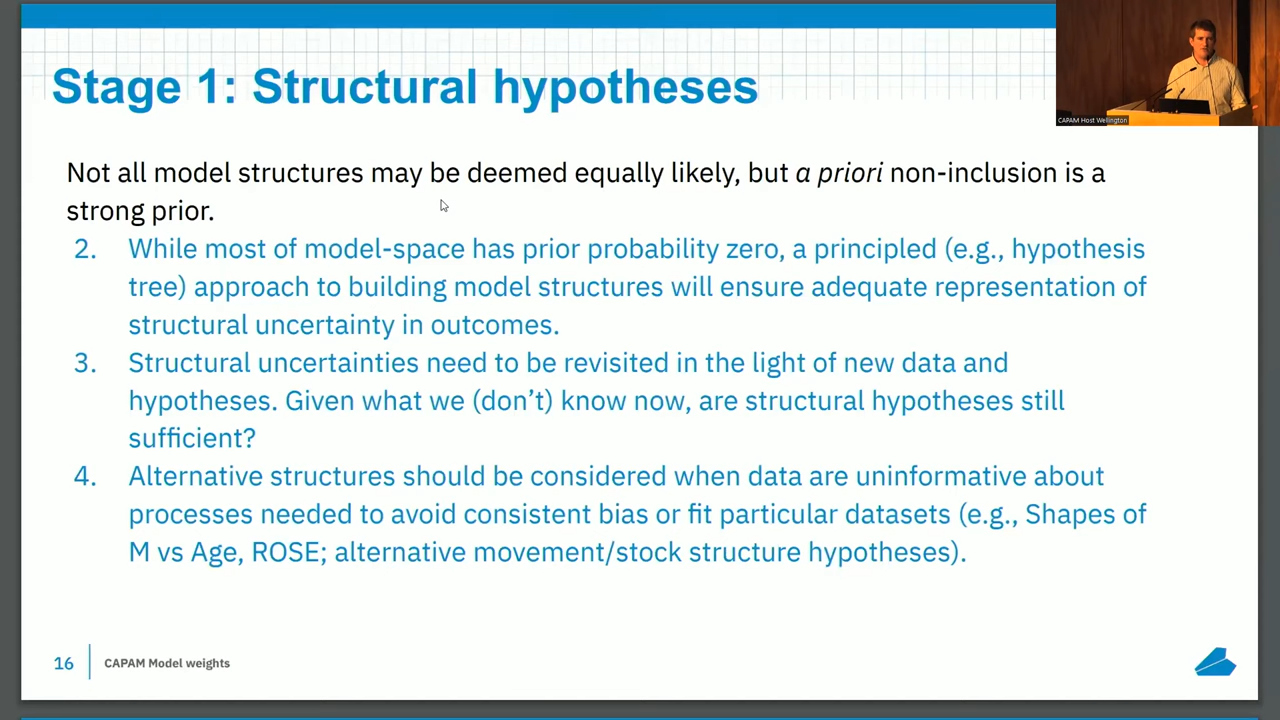 Stage 1: Structural hypotheses
CAPAM Host Wellington
Not all model structures may be deemed equally likely, but a priori non-inclusion is a
strong prior.
2. While most of model-space has prior probability zero, a principled (e.g., hypothesis
tree) approach to building model structures will ensure adequate representation of
structural uncertainty in outcomes.
3. Structural uncertainties need to be revisited in the light of new data and
hypotheses. Given what we (don’t) know now, are structural hypotheses still
sufficient?
4. Alternative structures should be considered when data are uninformative about
processes needed to avoid consistent bias or fit particular datasets (e.g., Shapes of
M vs Age, ROSE; alternative movement/stock structure hypotheses).
16 CAPAM Model weights